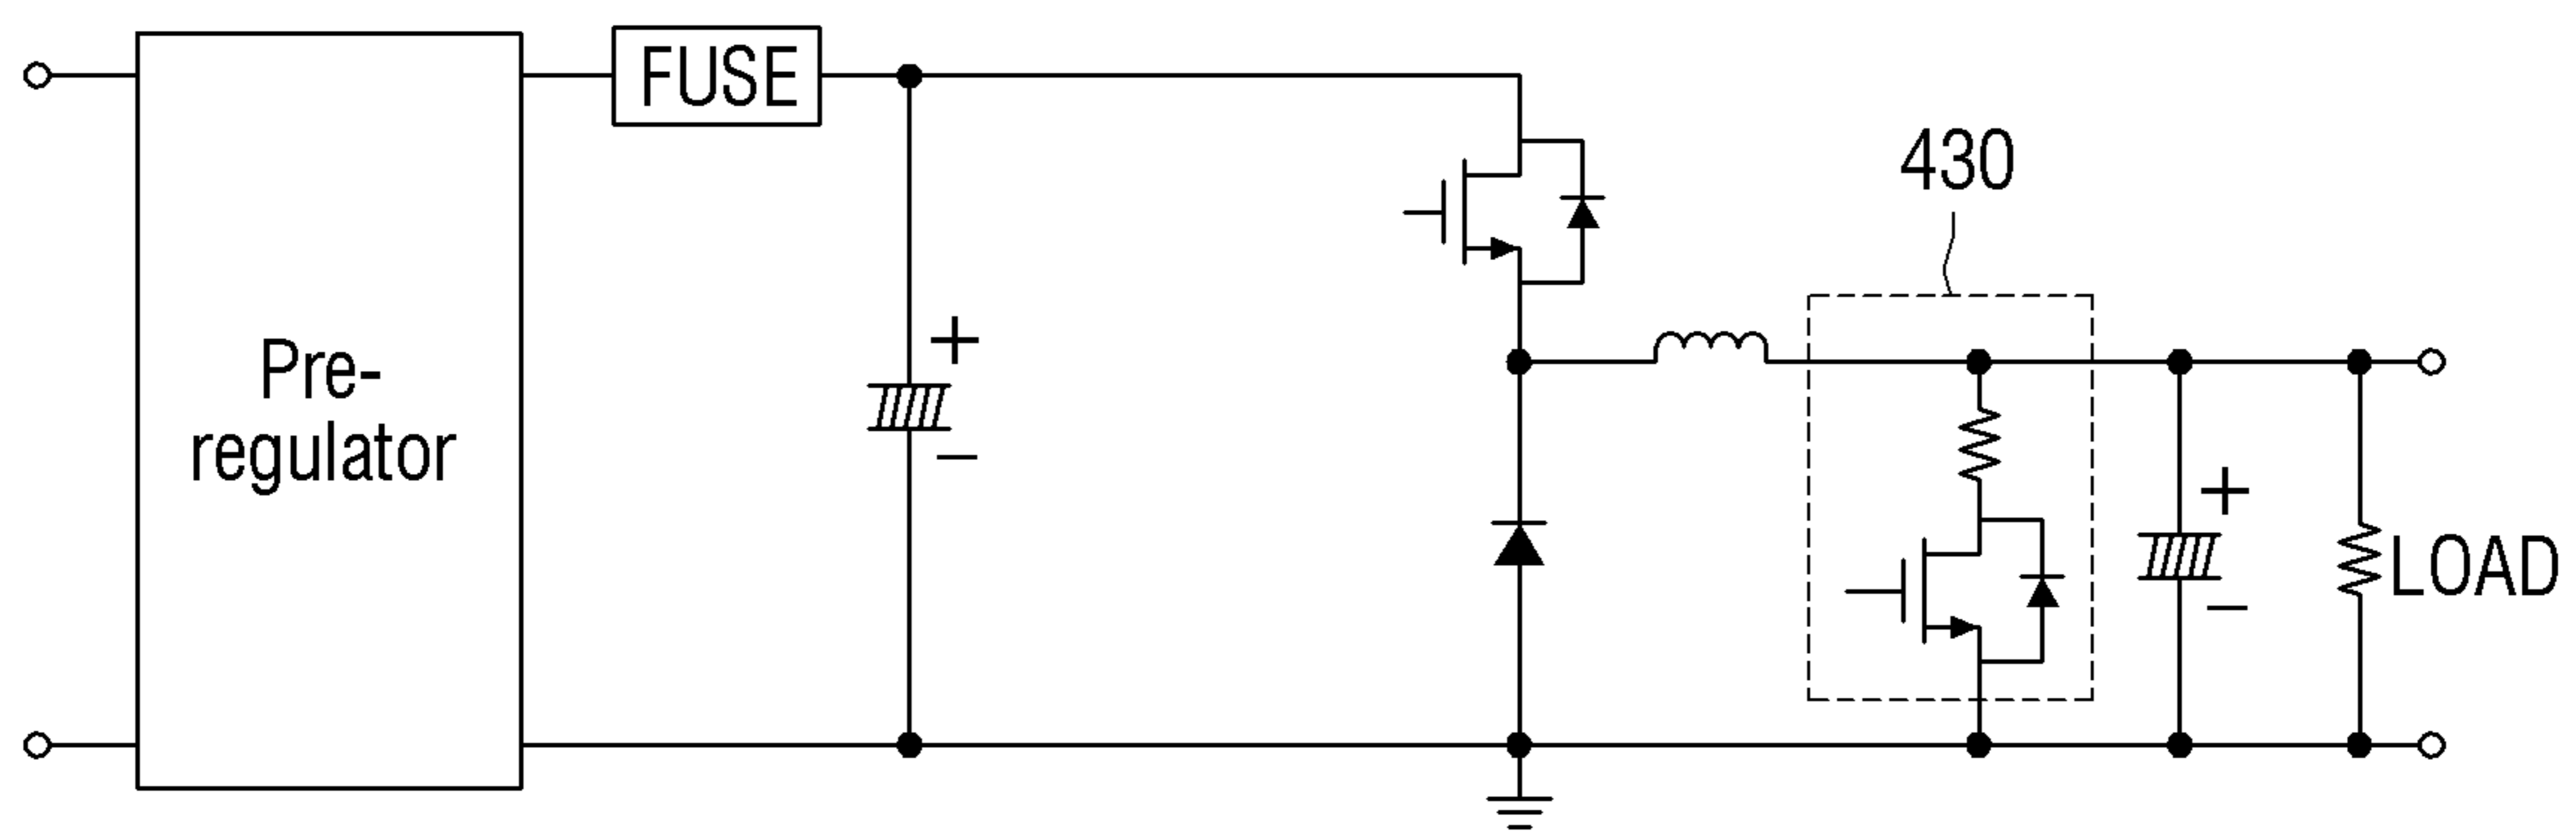 FUSE
430
+
Pre-
regulator
−
+
LOAD
−